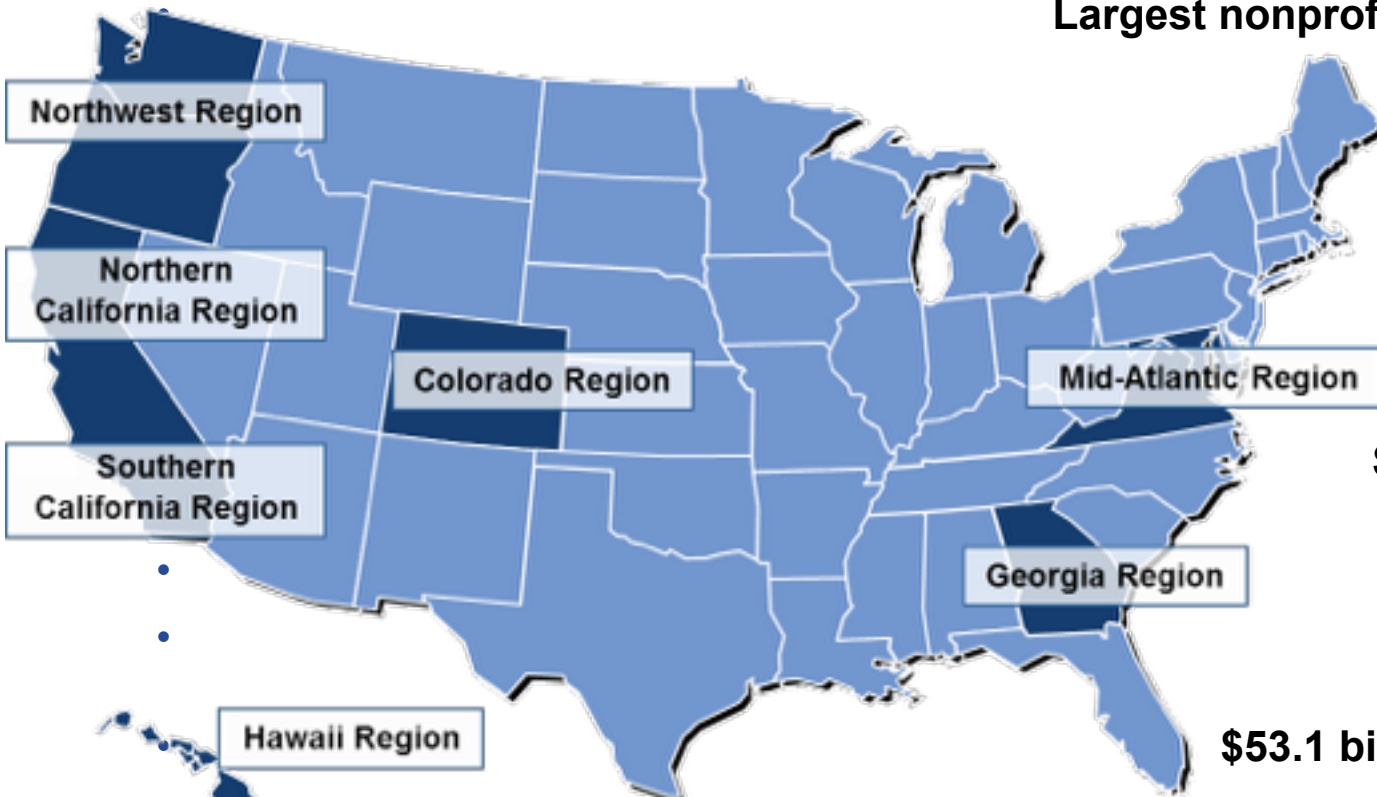 Largest nonprof
Northwest Region
Northern
California Region
Colorado Region
Mid-Atlantic Region
Southern
California Region
$
Georgia Region
Hawaii Region
$53.1 bi